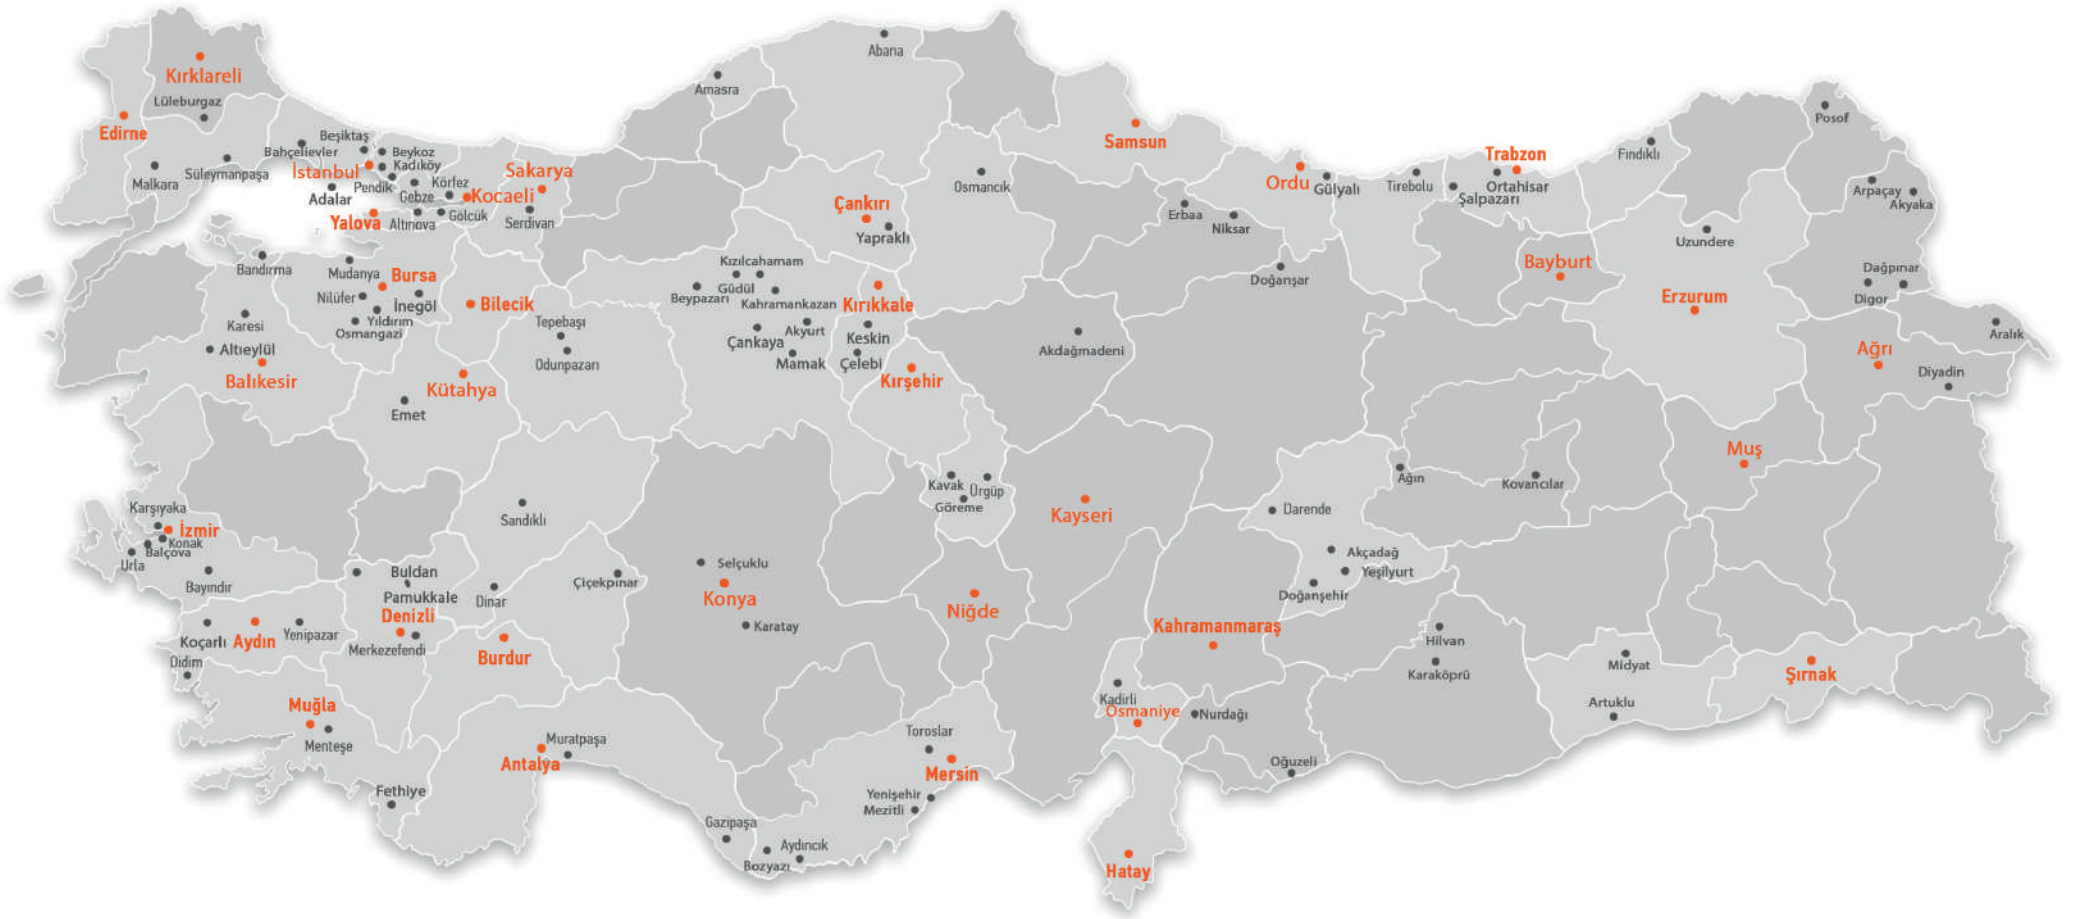 Abana
Kırklareli
Amasra
Lüleburgaz
Posof
Edirne
Beşiktaş
Bahçelievler
Beykoz
Kadıköy
Samsun
Trabzon
Fındıklı
Malkara
Süleymanpaşa
İstanbul
Pendik
Körfez
Sakarya
Osmancık
Ordu
Gülyalı
Tirebolu
Ortahisar
Şalpazarı
Arpaçay
Akyaka
Adalar
Gebze
Kocaeli
Yalova
Altınova
Gölcük
Serdivan
Çankırı
Yapraklı
Erbaa
Niksar
Uzundere
Bandırma
Mudanya
Bursa
Kızılcahamam
Güdül
Beypazarı
Kahramankazan
Kırıkkale
Doğanşar
Bayburt
Dağpınar
Digor
Nilüfer
İnegöl
Bilecik
Erzurum
Karesi
Yıldırım
Osmangazi
Tepebaşı
Akyurt
Çankaya
Keskin
Aralık
Altıeylül
Odunpazarı
Mamak
Çelebi
Akdağmadeni
Ağrı
Balıkesir
Kütahya
Kırşehir
Diyadin
Emet
Muş
Kavak
Ürgüp
Göreme
Ağın
Kovancılar
Karşıyaka
İzmir
Konak
Balçova
Urla
Sandıklı
Kayseri
Darende
Bayındır
Buldan
Pamukkale
Dinar
Çiçekpınar
Selçuklu
Konya
Niğde
Akçadağ
Yeşilyurt
Doğanşehir
Koçarlı
Aydın
Yenipazar
Denizli
Merkezefendi
Karatay
Kahramanmaraş
Hilvan
Didim
Burdur
Karaköprü
Midyat
Şırnak
Muğla
Menteşe
Kadirli
Osmaniye
Nurdağı
Artuklu
Antalya
Muratpaşa
Toroslar
Mersin
Oğuzeli
Fethiye
Yenişehir
Mezitli
Gazipaşa
Bozyazı
Aydıncık
Hatay